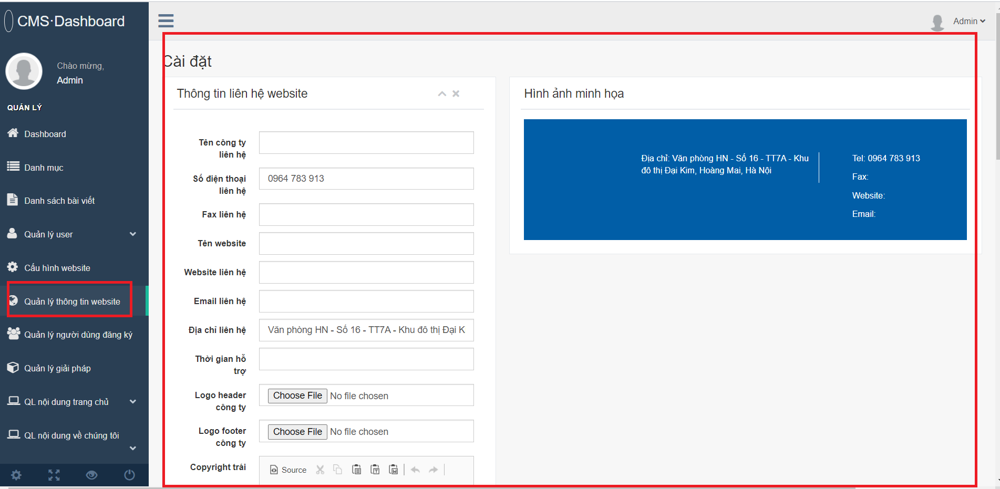 CMS·Dashboard
Admin
Chào mừng,
Admin
QUẢN LÝ
Dashboard
Danh mục
Danh sách bài viết
Quản lý user
Cấu hình website
Quản lý thông tin website
Quản lý người dùng đăng ký
Quản lý giải pháp
QL nội dung trang chủ
QL nội dung về chúng tôi
Cài đặt
Thông tin liên hệ website
Tên công ty
liên hệ
Số điện thoại
liên hệ
0964 783 913
Fax liên hệ
Tên website
Website liên hệ
Email liên hệ
Địa chỉ liên hệ
Văn phòng HN - Số 16 - TT7A - Khu đô thị Đại K
Thời gian hỗ
trợ
Logo header
công ty
Choose File No file chosen
Logo footer
công ty
Choose File No file chosen
Copyright trái
Source
Hình ảnh minh họa
Địa chỉ: Văn phòng HN - Số 16 - TT7A - Khu
đô thị Đại Kim, Hoàng Mai, Hà Nội
Tel: 0964 783 913
Fax:
Website:
Email: